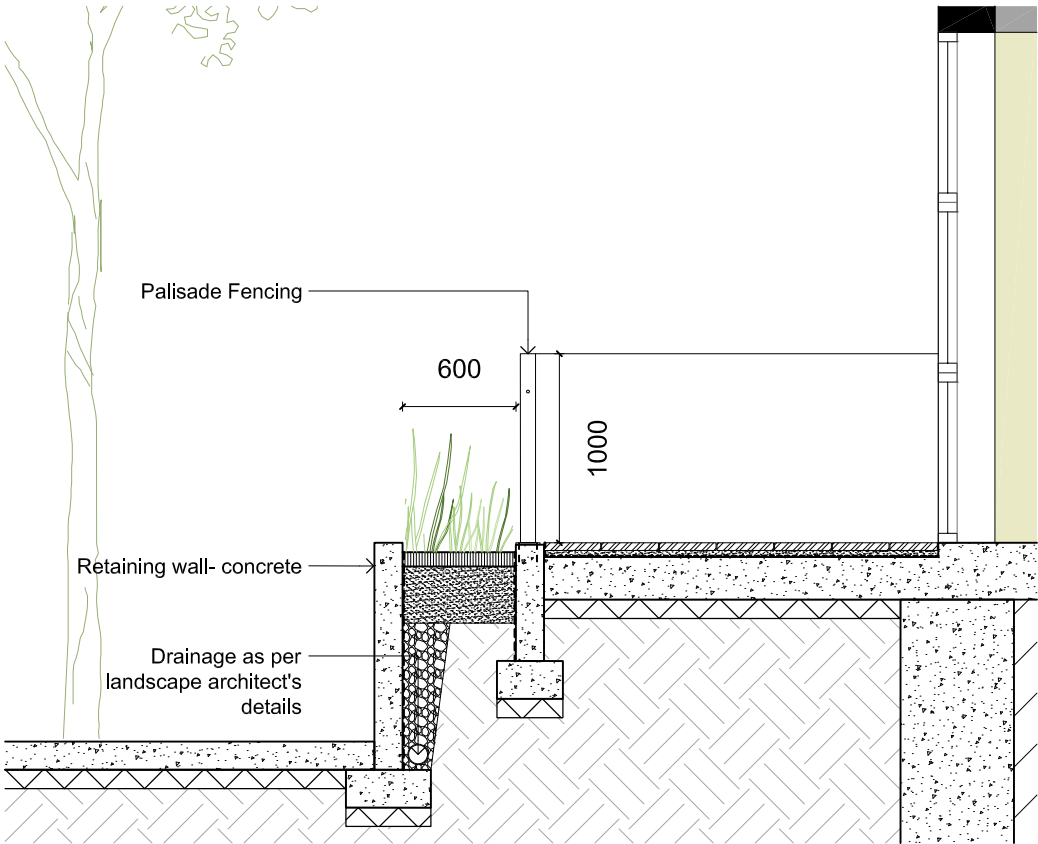 Palisade Fencing
600
1000
Retaining wall- concrete
Drainage as per
landscape architect's
details